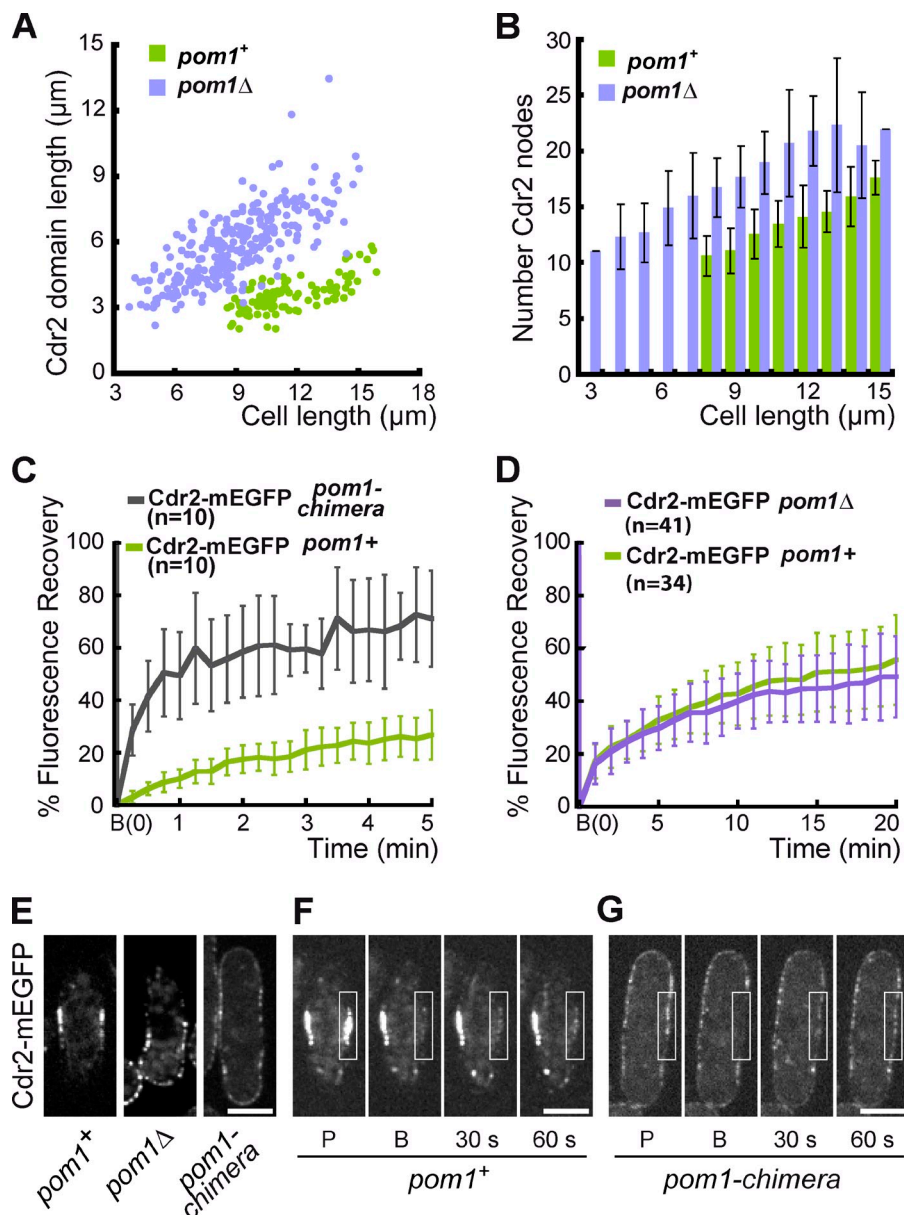 A
15
12
9
6
3
0
Cdr2 domain length (µm)
pom1+
pom1Δ
3 6 9 12 15 18
Cell length (µm)
B
30
25
20
15
10
5
0
Number Cdr2 nodes
pom1+
pom1Δ
3 6 9 12 15
Cell length (µm)
C
Cdr2-mEGFP pom1-
(n=10) chimera
Cdr2-mEGFP pom1+
(n=10)
100
80
60
40
20
0
% Fluorescence Recovery
B(0) 1 2 3 4 5
Time (min)
D
Cdr2-mEGFP pom1Δ
(n=41)
Cdr2-mEGFP pom1+
(n=34)
100
80
60
40
20
0
% Fluorescence Recovery
B(0) 5 10 15 20
Time (min)
E
Cdr2-mEGFP
pom1+
pom1Δ
pom1-
chimera
F
P B 30 s 60 s
pom1+
G
P B 30 s 60 s
pom1-chimera